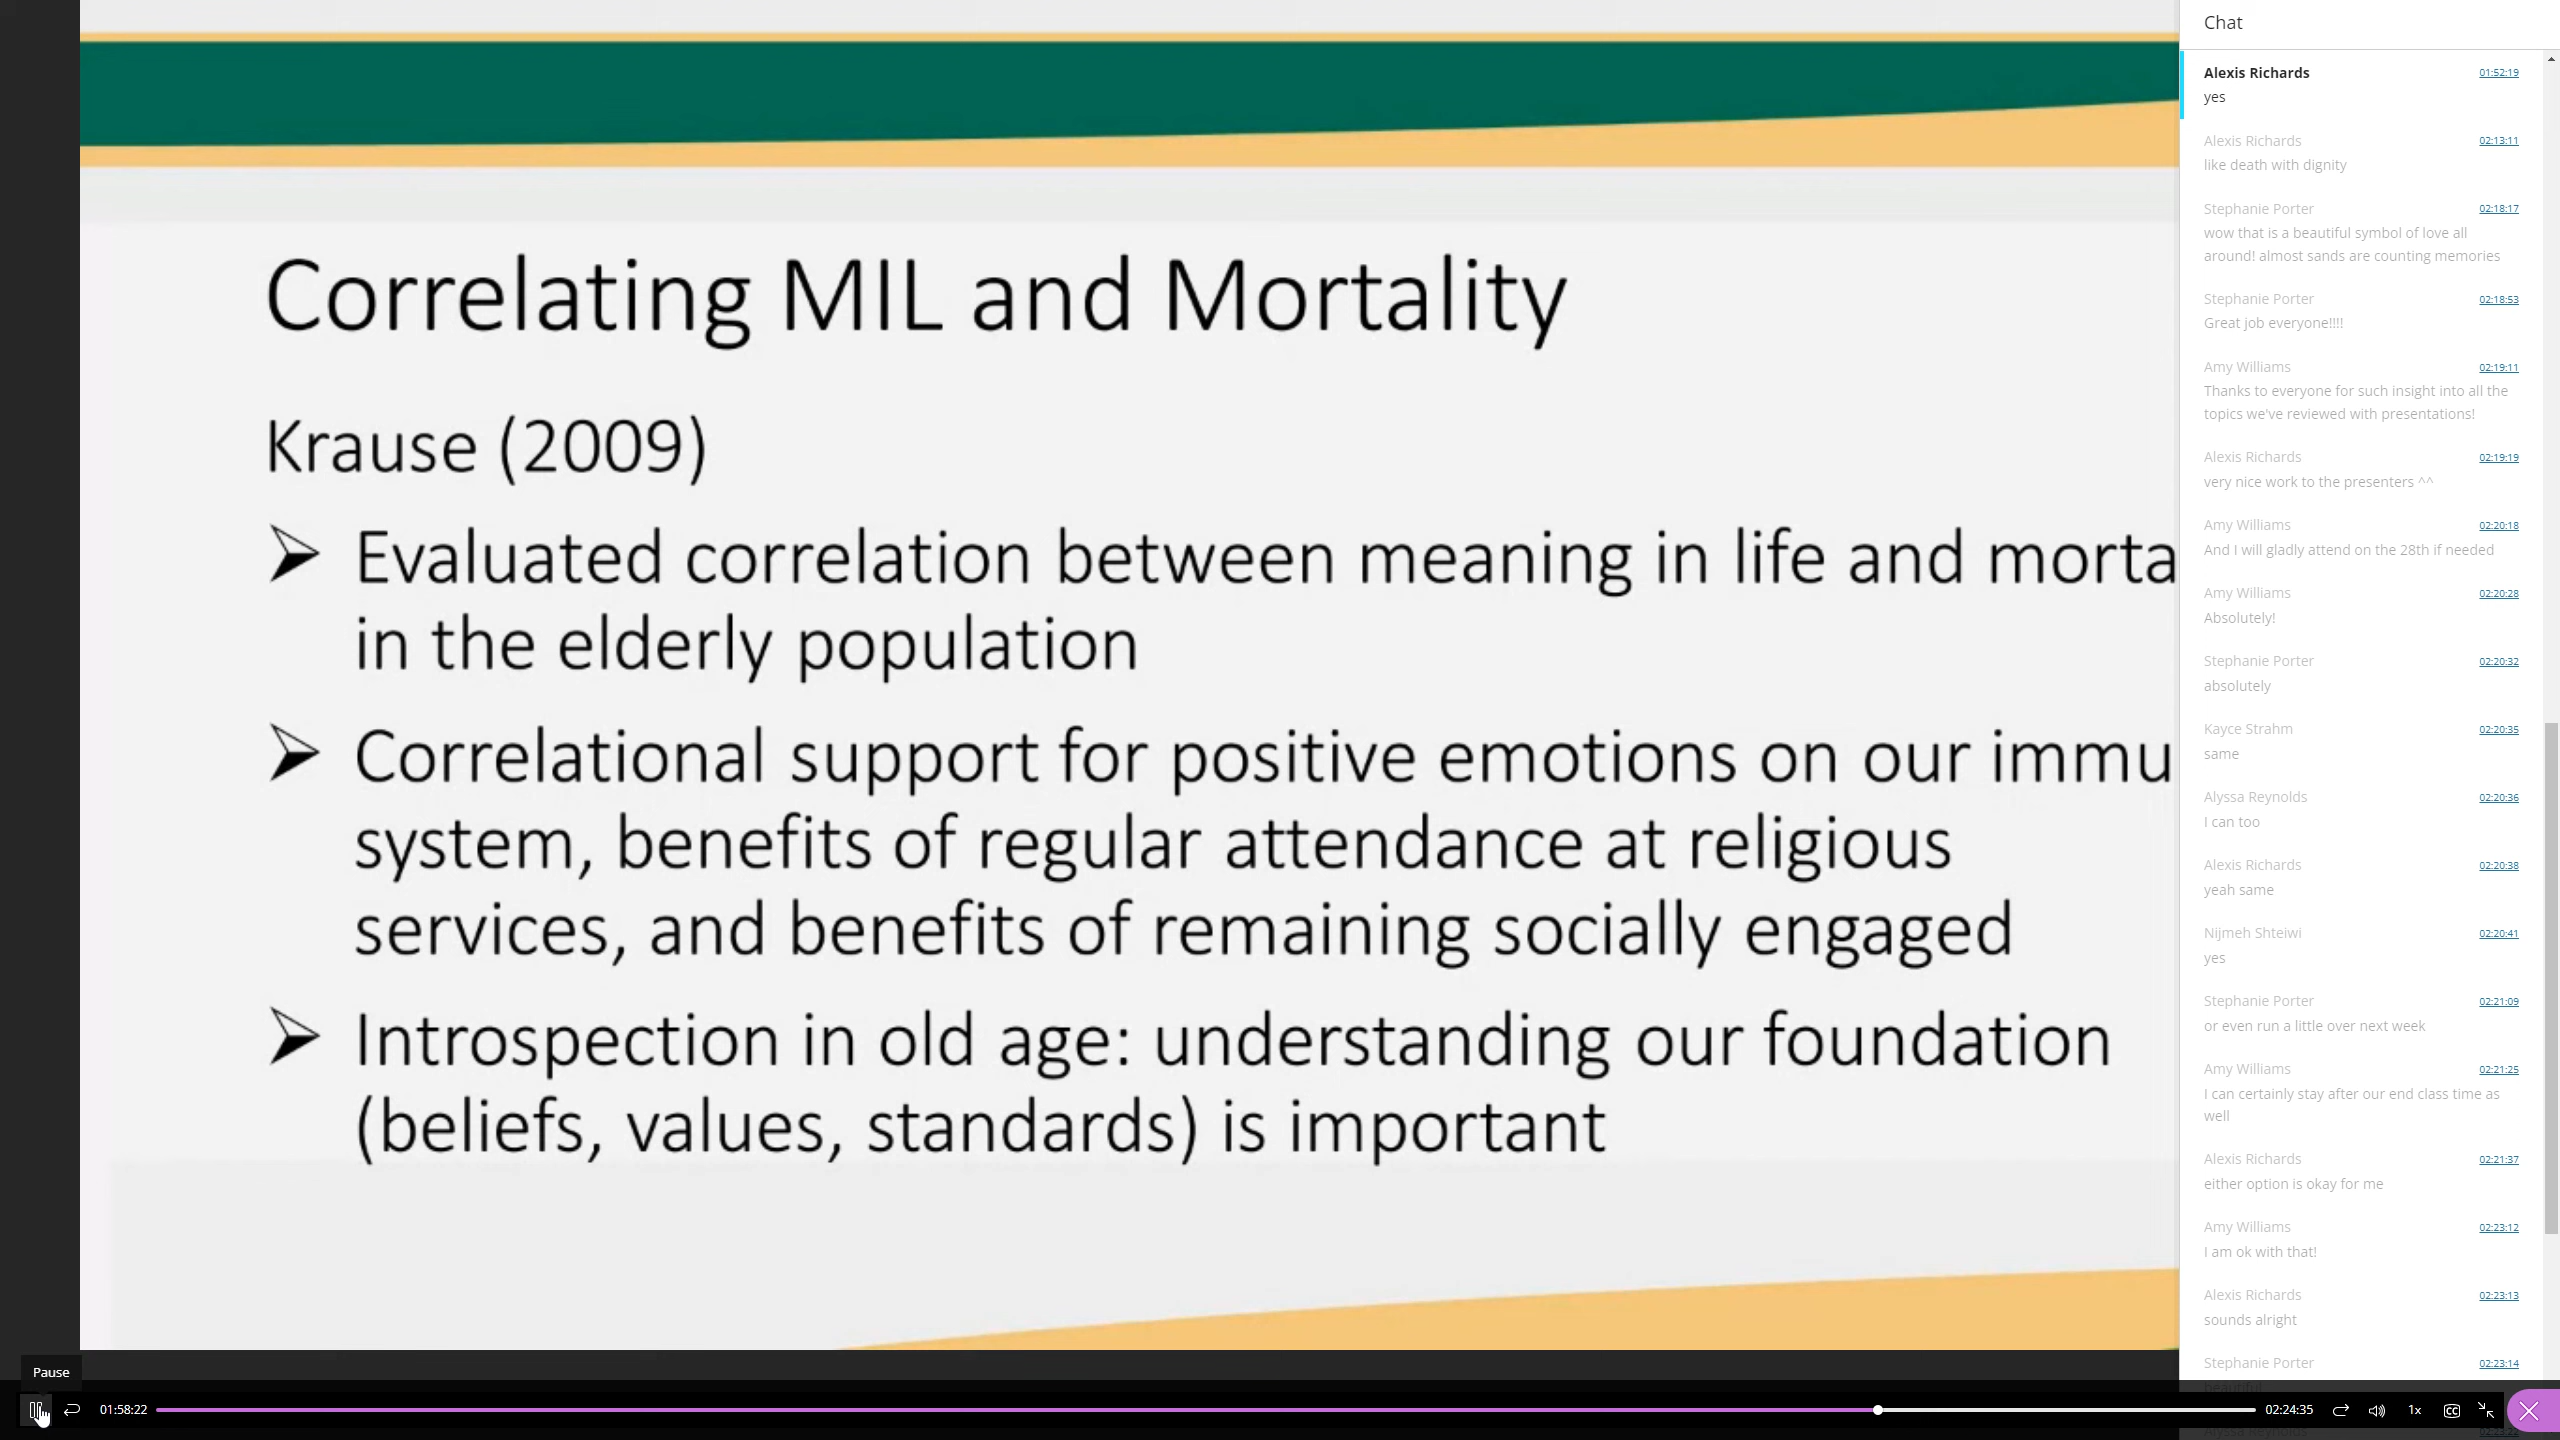 Correlating MIL and Mortality
Krause (2009)
Evaluated correlation between meaning in life and morta
in the elderly population
Correlational support for positive emotions on our immu
system, benefits of regular attendance at religious
services, and benefits of remaining socially engaged
Introspection in old age: understanding our foundation
(beliefs, values, standards) is important
Pause
01:58:22
02:24:35
1x
CC
Chat
Alexis Richards 01:52:19
yes
Alexis Richards 02:13:11
like death with dignity
Stephanie Porter 02:18:17
wow that is a beautiful symbol of love all
around! almost sands are counting memories
Stephanie Porter 02:18:53
Great job everyone!!!!
Amy Williams 02:19:11
Thanks to everyone for such insight into all the
topics we've reviewed with presentations!
Alexis Richards 02:19:19
very nice work to the presenters ^^
Amy Williams 02:20:18
And I will gladly attend on the 28th if needed
Amy Williams 02:20:28
Absolutely!
Stephanie Porter 02:20:32
absolutely
Kayce Strahm 02:20:35
same
Alyssa Reynolds 02:20:36
I can too
Alexis Richards 02:20:38
yeah same
Nijmeh Shteiwi 02:20:41
yes
Stephanie Porter 02:21:09
or even run a little over next week
Amy Williams 02:21:25
I can certainly stay after our end class time as
well
Alexis Richards 02:21:37
either option is okay for me
Amy Williams 02:23:12
I am ok with that!
Alexis Richards 02:23:13
sounds alright
Stephanie Porter 02:23:14